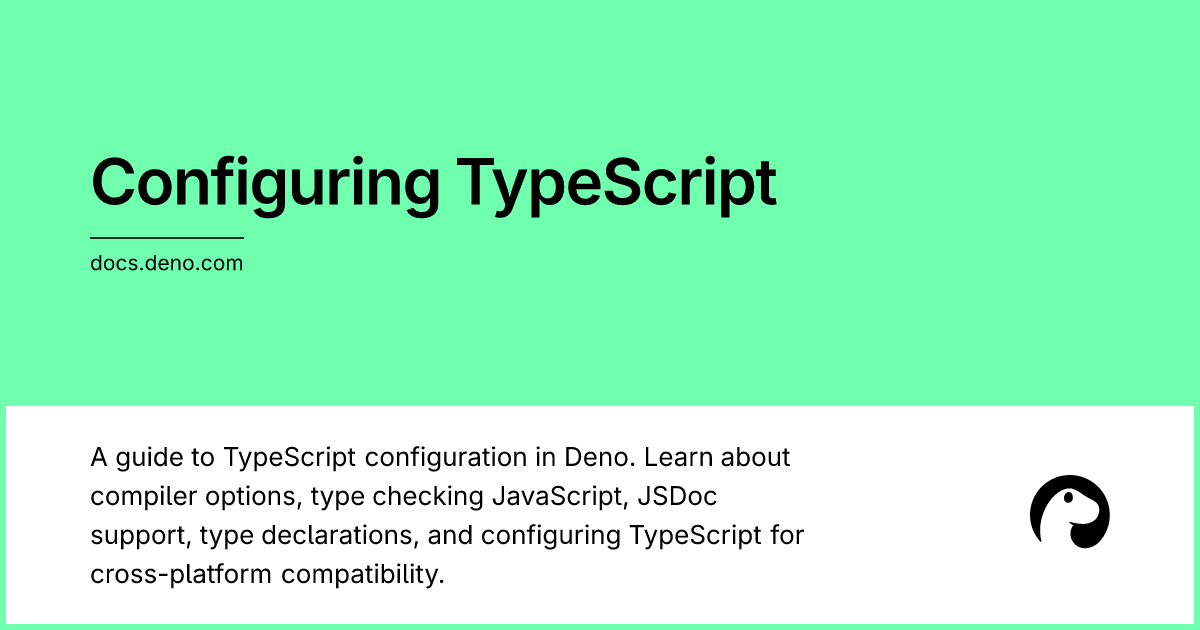 Configuring TypeScript
docs.deno.com
A guide to TypeScript configuration in Deno. Learn about
compiler options, type checking JavaScript, JSDoc
support, type declarations, and configuring TypeScript for
cross-platform compatibility.